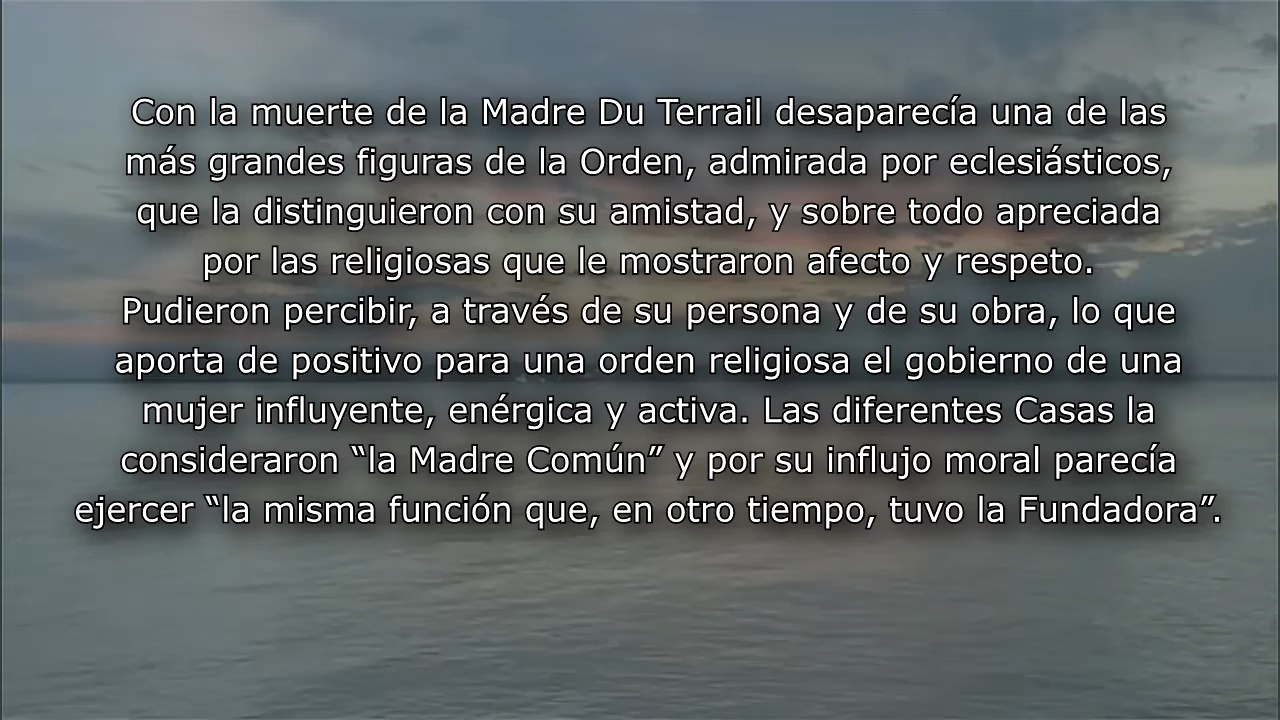 Con la muerte de la Madre Du Terrail desaparecía una de las
más grandes figuras de la Orden, admirada por eclesiásticos,
que la distinguieron con su amistad, y sobre todo apreciada
por las religiosas que le mostraron afecto y respeto.
Pudieron percibir, a través de su persona y de su obra, lo que
aporta de positivo para una orden religiosa el gobierno de una
mujer influyente, enérgica y activa. Las diferentes Casas la
consideraron “la Madre Común” y por su influjo moral parecía
ejercer “la misma función que, en otro tiempo, tuvo la Fundadora”.